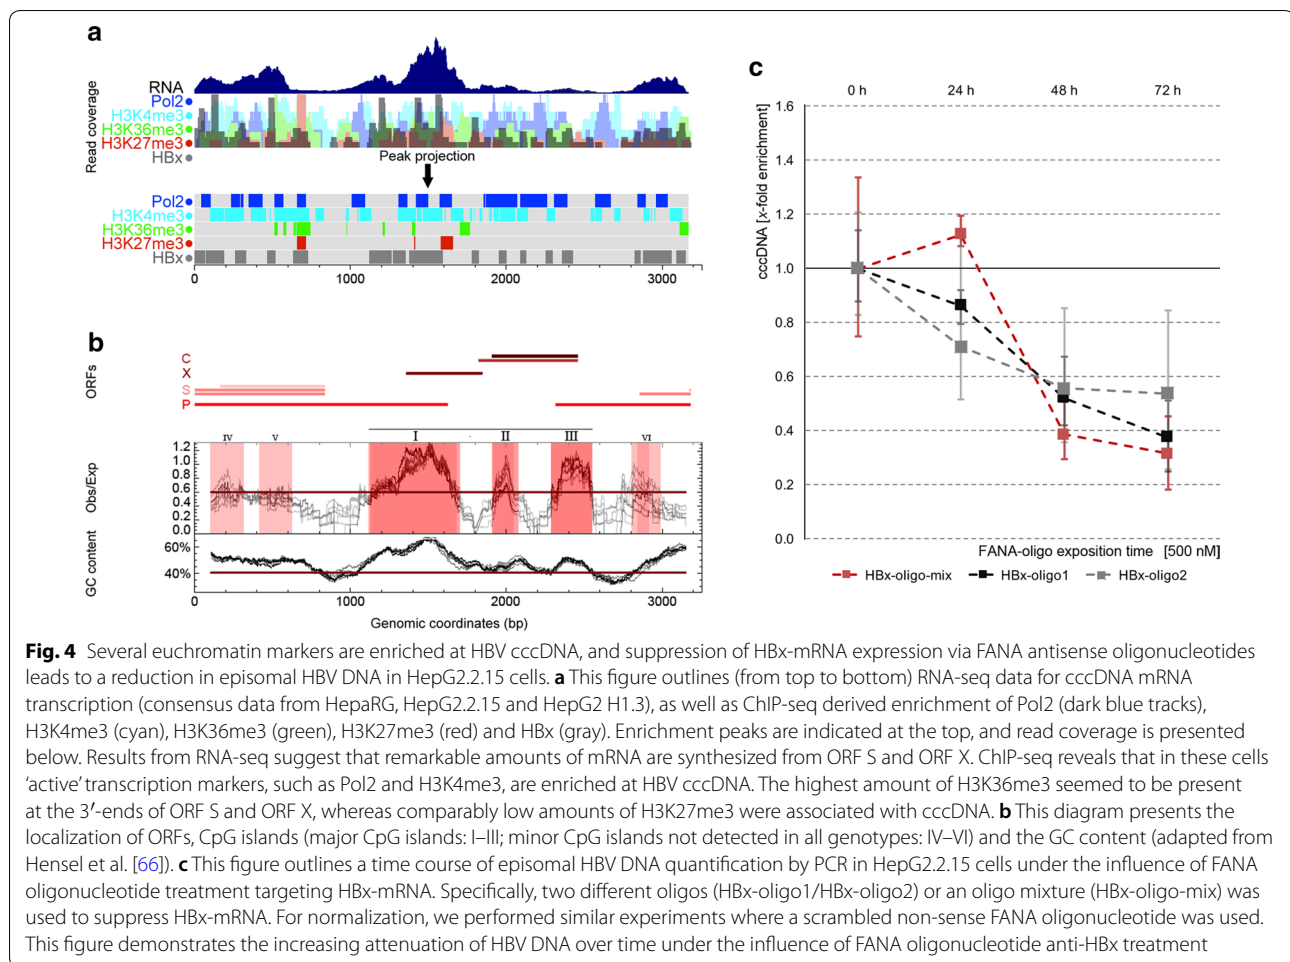 a
Read coverage
RNA
Pol2
H3K4me3
H3K36me3
H3K27me3
HBx
Peak projection
Pol2
H3K4me3
H3K36me3
H3K27me3
HBx
0 1000 2000 3000
b
ORFs
C
X
S
P
IV V I II III VI
Obs/Exp
1.2
1.0
0.8
0.6
0.4
0.2
0.0
GC content
60%
40%
0 1000 2000 3000
Genomic coordinates (bp)
c
0 h 24 h 48 h 72 h
cccDNA [x-fold enrichment]
1.6
1.4
1.2
1.0
0.8
0.6
0.4
0.2
0.0
FANA-oligo exposition time [500 nM]
HBx-oligo-mix HBx-oligo1 HBx-oligo2
Fig. 4 Several euchromatin markers are enriched at HBV cccDNA, and suppression of HBx-mRNA expression via FANA antisense oligonucleotides
leads to a reduction in episomal HBV DNA in HepG2.2.15 cells. a This figure outlines (from top to bottom) RNA-seq data for cccDNA mRNA
transcription (consensus data from HepaRG, HepG2.2.15 and HepG2 H1.3), as well as ChIP-seq derived enrichment of Pol2 (dark blue tracks),
H3K4me3 (cyan), H3K36me3 (green), H3K27me3 (red) and HBx (gray). Enrichment peaks are indicated at the top, and read coverage is presented
below. Results from RNA-seq suggest that remarkable amounts of mRNA are synthesized from ORF S and ORF X. ChIP-seq reveals that in these cells
‘active’ transcription markers, such as Pol2 and H3K4me3, are enriched at HBV cccDNA. The highest amount of H3K36me3 seemed to be present
at the 3′-ends of ORF S and ORF X, whereas comparably low amounts of H3K27me3 were associated with cccDNA. b This diagram presents the
localization of ORFs, CpG islands (major CpG islands: I–III; minor CpG islands not detected in all genotypes: IV–VI) and the GC content (adapted from
Hensel et al. [66]). c This figure outlines a time course of episomal HBV DNA quantification by PCR in HepG2.2.15 cells under the influence of FANA
oligonucleotide treatment targeting HBx-mRNA. Specifically, two different oligos (HBx-oligo1/HBx-oligo2) or an oligo mixture (HBx-oligo-mix) was
used to suppress HBx-mRNA. For normalization, we performed similar experiments where a scrambled non-sense FANA oligonucleotide was used.
This figure demonstrates the increasing attenuation of HBV DNA over time under the influence of FANA oligonucleotide anti-HBx treatment